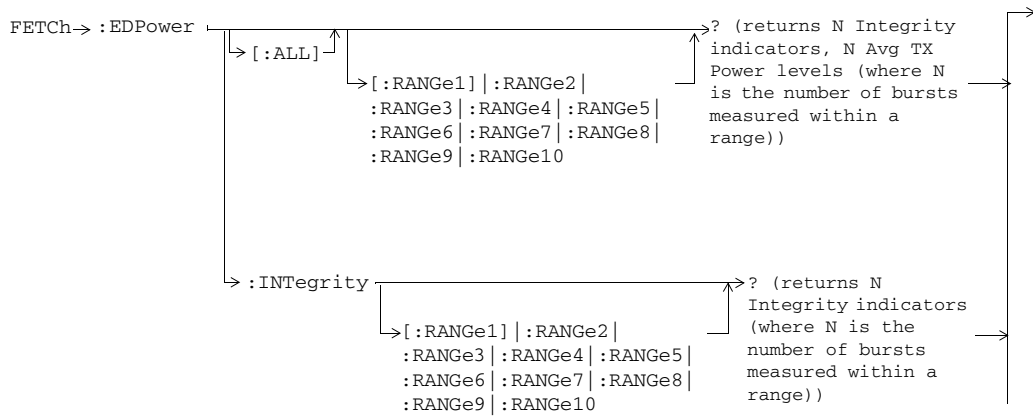 FETCh :EDPower
[:ALL]
[:RANGe1]|:RANGe2|
:RANGe3|:RANGe4|:RANGe5|
:RANGe6|:RANGe7|:RANGe8|
:RANGe9|:RANGe10
? (returns N Integrity
indicators, N Avg TX
Power levels (where N
is the number of bursts
measured within a
range))
:INTegrity
[:RANGe1]|:RANGe2|
:RANGe3|:RANGe4|:RANGe5|
:RANGe6|:RANGe7|:RANGe8|
:RANGe9|:RANGe10
? (returns N
Integrity indicators
(where N is the
number of bursts
measured within a
range))